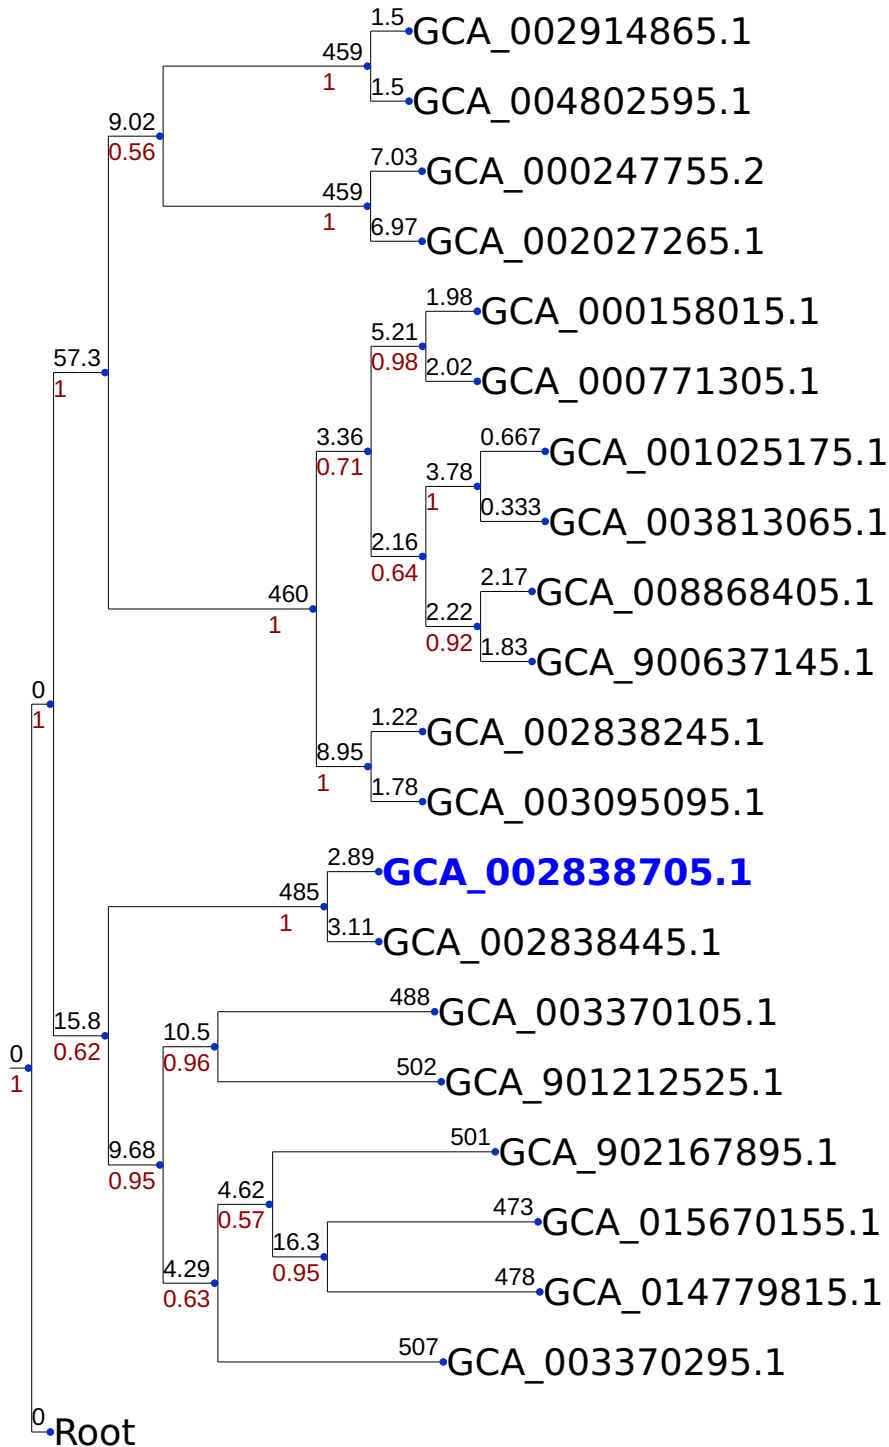 1.5
GCA_002914865.1
459
1
1.5
GCA_004802595.1
9.02
0.56
7.03
GCA_000247755.2
459
1
6.97
GCA_002027265.1
1.98
GCA_000158015.1
5.21
0.98
57.3
1
2.02
GCA_000771305.1
3.36
0.71
0.667
GCA_001025175.1
3.78
1
0.333
GCA_003813065.1
2.16
0.64
2.17
GCA_008868405.1
460
1
2.22
0.92
1.83
GCA_900637145.1
0
1
1.22
GCA_002838245.1
8.95
1
1.78
GCA_003095095.1
2.89
GCA_002838705.1
485
1
3.11
GCA_002838445.1
488
GCA_003370105.1
15.8
0.62
10.5
0.96
0
1
502
GCA_901212525.1
501
GCA_902167895.1
9.68
0.95
4.62
0.57
473
GCA_015670155.1
16.3
0.95
4.29
0.63
478
GCA_014779815.1
507
GCA_003370295.1
0
Root